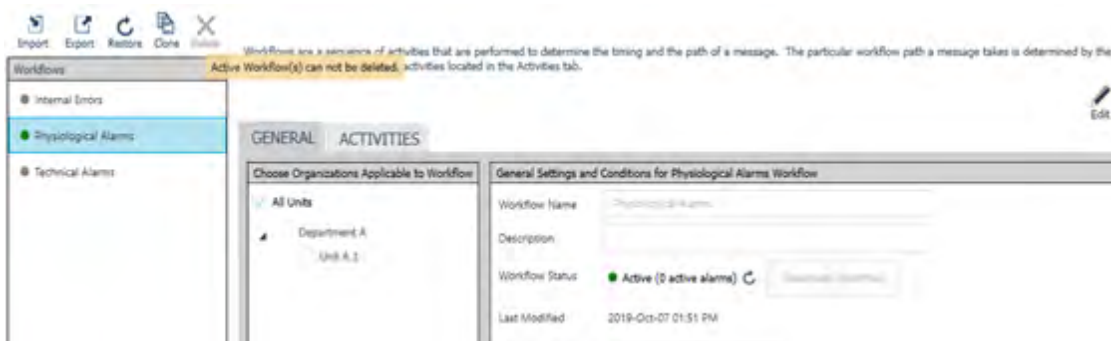 Import Export Restore Clone Delete
Workflows are a sequence of activities that are performed to determine the timing and the path of a message. The particular workflow path a message takes is determined by the
Workflows
Active Workflow(s) can not be deleted. activities located in the Activities tab.
Internal Errors
Edit
Physiological Alarms
GENERAL ACTIVITIES
Technical Alarms
Choose Organizations Applicable to Workflow
General Settings and Conditions for Physiological Alarms Workflow
All Units
Workflow Name Physiological Alarms
Department A
Description
Unit A.1
Workflow Status Active (0 active alarms)
Last Modified 2019-Oct-07 01:51 PM